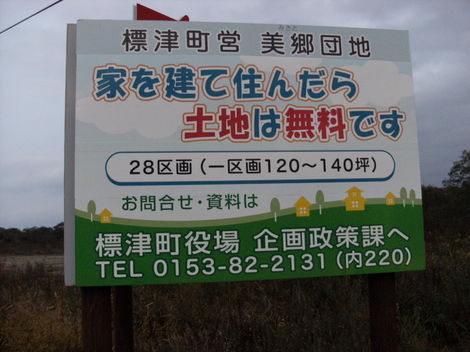 標津町営 美郷団地
みさと
家を建て住んだら
土地は無料です
28区画(一区画120〜140坪)
お問合せ・資料は
標津町役場 企画政策課へ
TEL 0153-82-2131(内220)